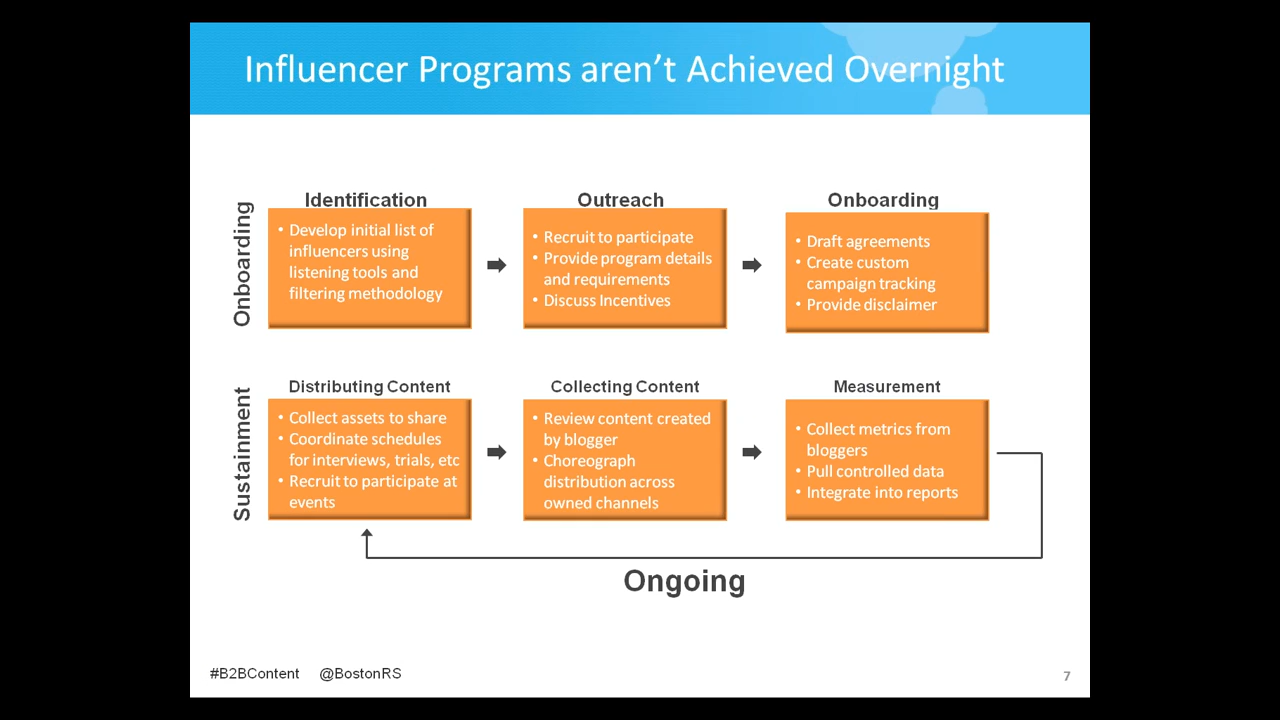 Influencer Programs aren't Achieved Overnight
Onboarding
Identification
• Develop initial list of
influencers using
listening tools and
filtering methodology
Outreach
• Recruit to participate
• Provide program details
and requirements
• Discuss Incentives
Onboarding
• Draft agreements
• Create custom
campaign tracking
• Provide disclaimer
Sustainment
Distributing Content
• Collect assets to share
• Coordinate schedules
for interviews, trials, etc
• Recruit to participate at
events
Collecting Content
• Review content created
by blogger
• Choreograph
distribution across
owned channels
Measurement
• Collect metrics from
bloggers
• Pull controlled data
• Integrate into reports
Ongoing
#B2BContent @BostonRS
7